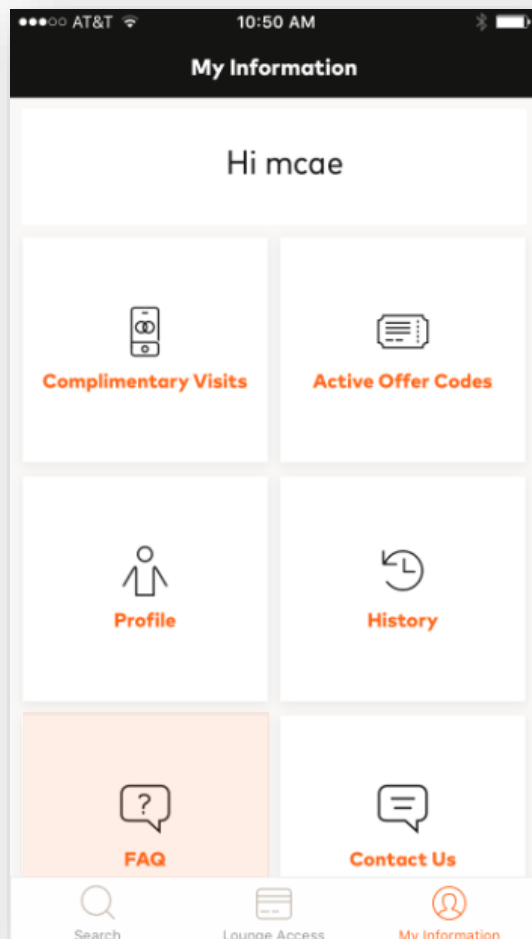 ●●●○○ AT&T 10:50 AM
My Information
Hi mcae
Complimentary Visits Active Offer Codes
Profile History
?
FAQ Contact Us
Search Lounge Access My Information